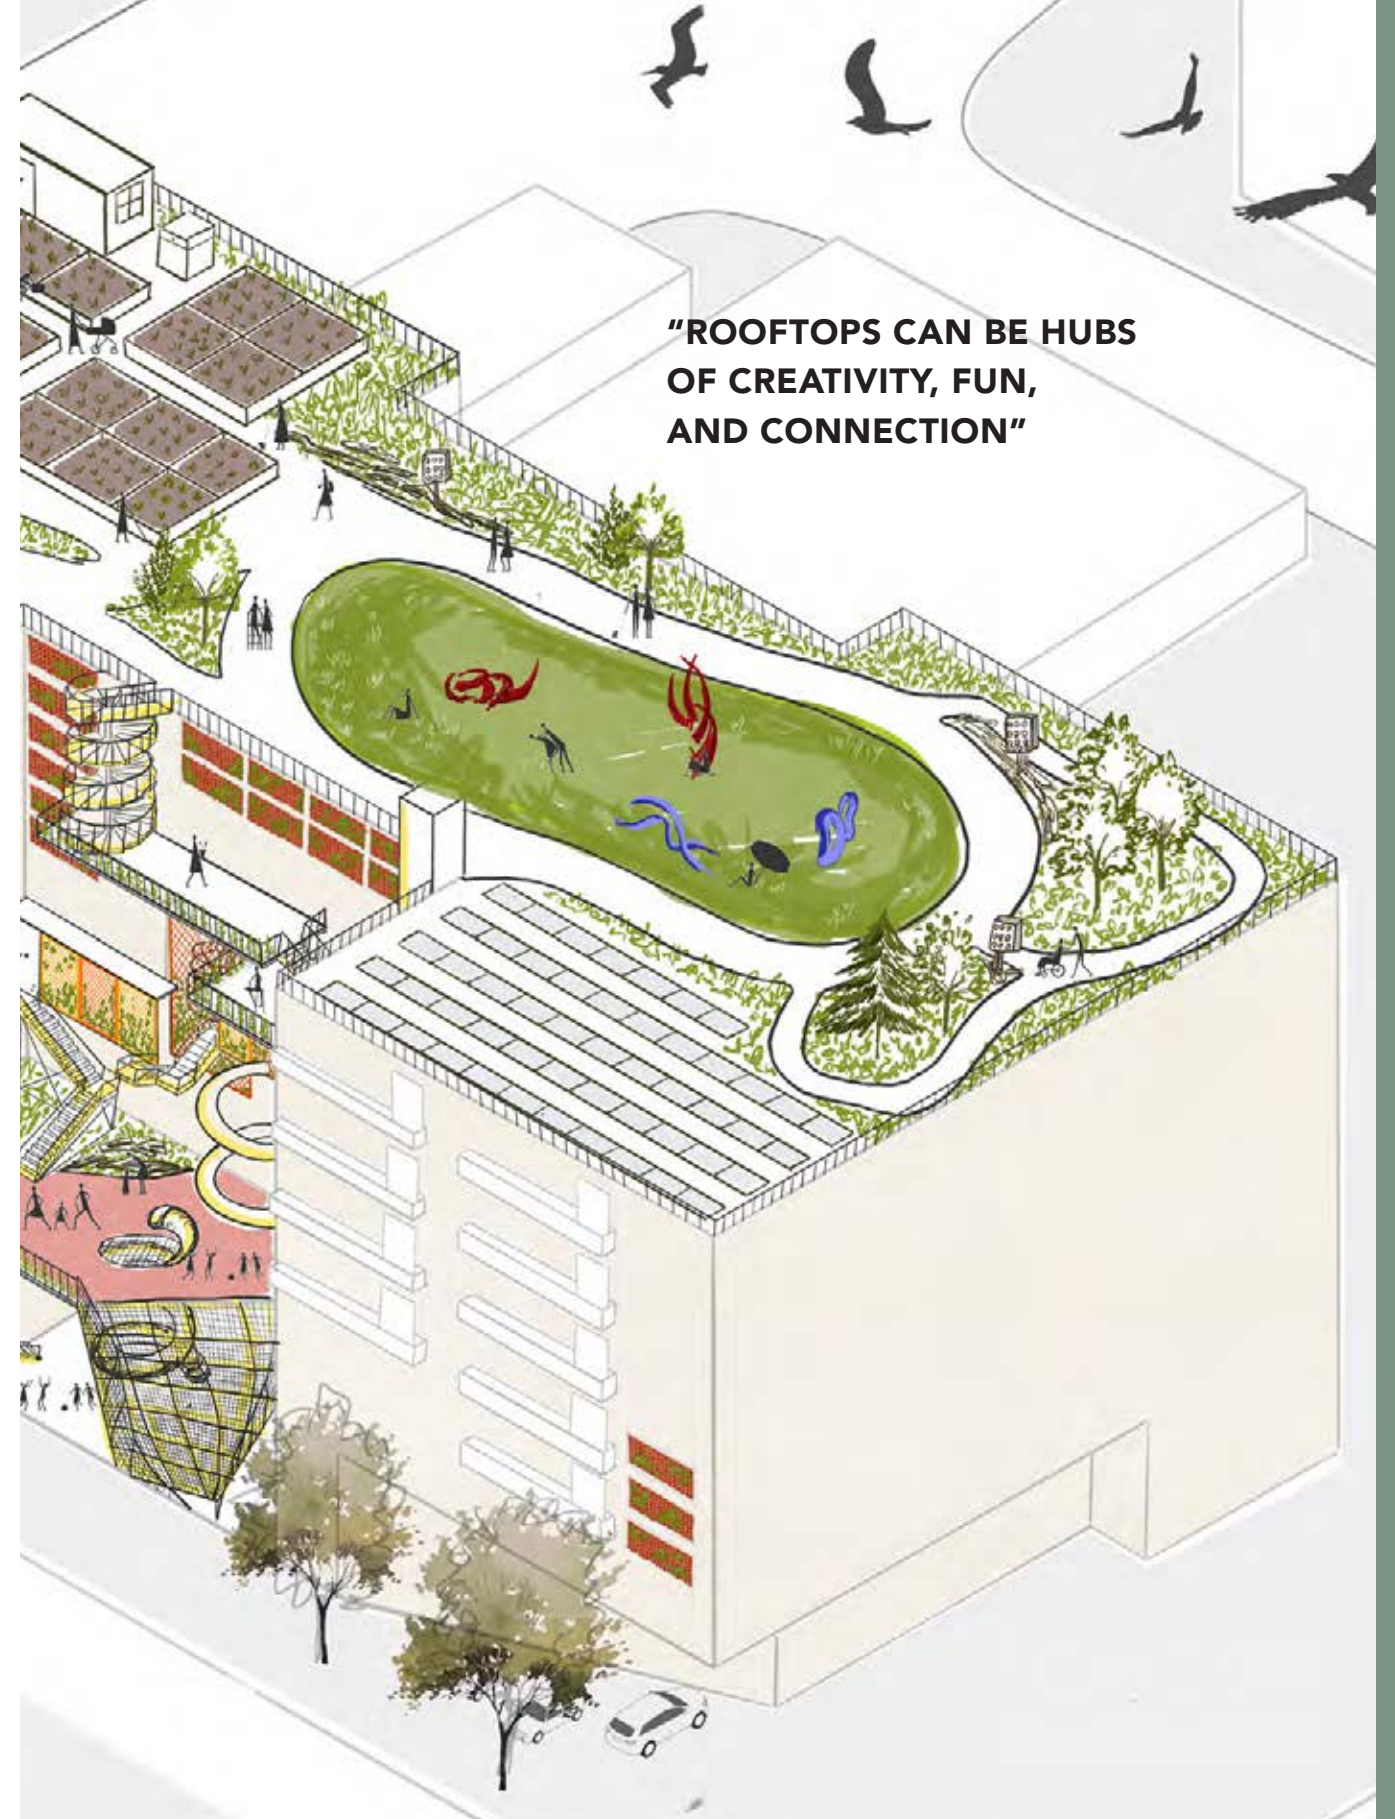 "ROOFTOPS CAN BE HUBS
OF CREATIVITY, FUN,
AND CONNECTION"